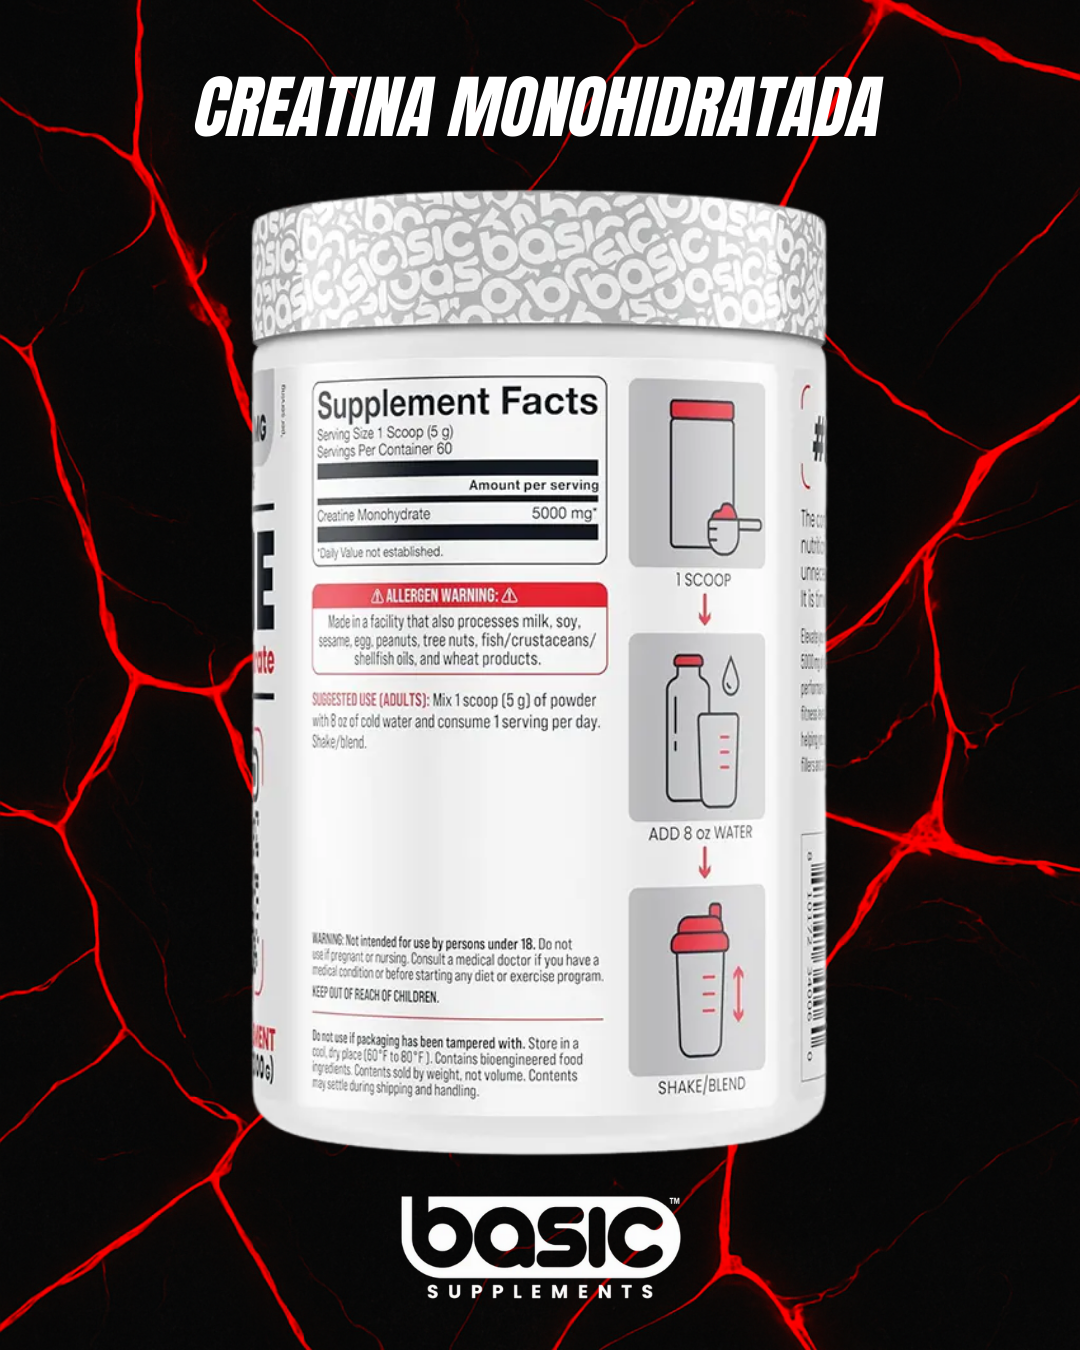 CREATINA MONOHIDRATADA
Supplement Facts
Serving Size 1 Scoop (5 g)
Servings Per Container 60
Amount per serving
Creatine Monohydrate 5000 mg*
*Daily Value not established.
⚠ ALLERGEN WARNING: ⚠
Made in a facility that also processes milk, soy,
sesame, egg, peanuts, tree nuts, fish/crustaceans/
shellfish oils, and wheat products.
SUGGESTED USE (ADULTS): Mix 1 scoop (5 g) of powder
with 8 oz of cold water and consume 1 serving per day.
Shake/blend.
WARNING: Not intended for use by persons under 18. Do not
use if pregnant or nursing. Consult a medical doctor if you have a
medical condition or before starting any diet or exercise program.
KEEP OUT OF REACH OF CHILDREN.
Do not use if packaging has been tampered with. Store in a
cool, dry place (60°F to 80°F ). Contains bioengineered food
ingredients. Contents sold by weight, not volume. Contents
may settle during shipping and handling.
1 SCOOP
ADD 8 oz WATER
SHAKE/BLEND
*per serving
basic™
SUPPLEMENTS